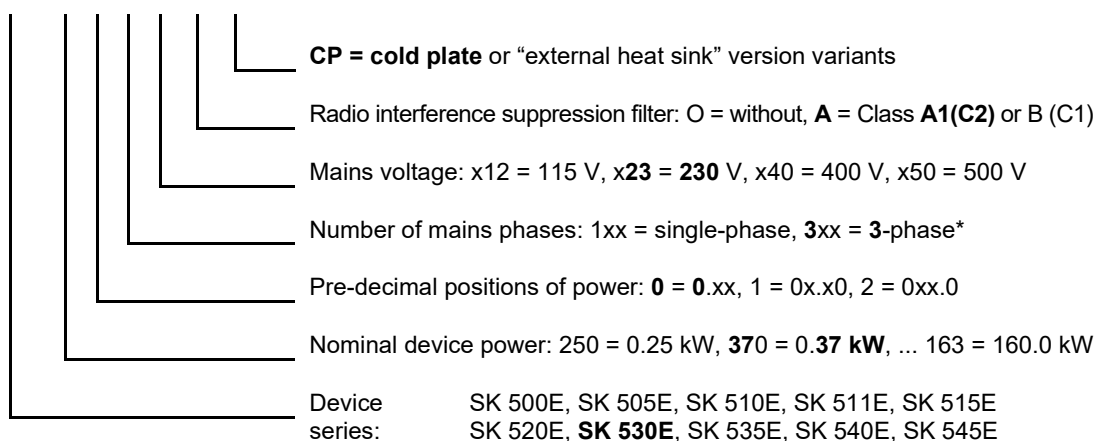 CP = cold plate or “external heat sink” version variants
Radio interference suppression filter: O = without, A = Class A1(C2) or B (C1)
Mains voltage: x12 = 115 V, x23 = 230 V, x40 = 400 V, x50 = 500 V
Number of mains phases: 1xx = single-phase, 3xx = 3-phase*
Pre-decimal positions of power: 0 = 0.xx, 1 = 0x.x0, 2 = 0xx.0
Nominal device power: 250 = 0.25 kW, 370 = 0.37 kW, ... 163 = 160.0 kW
Device SK 500E, SK 505E, SK 510E, SK 511E, SK 515E
series: SK 520E, SK 530E, SK 535E, SK 540E, SK 545E